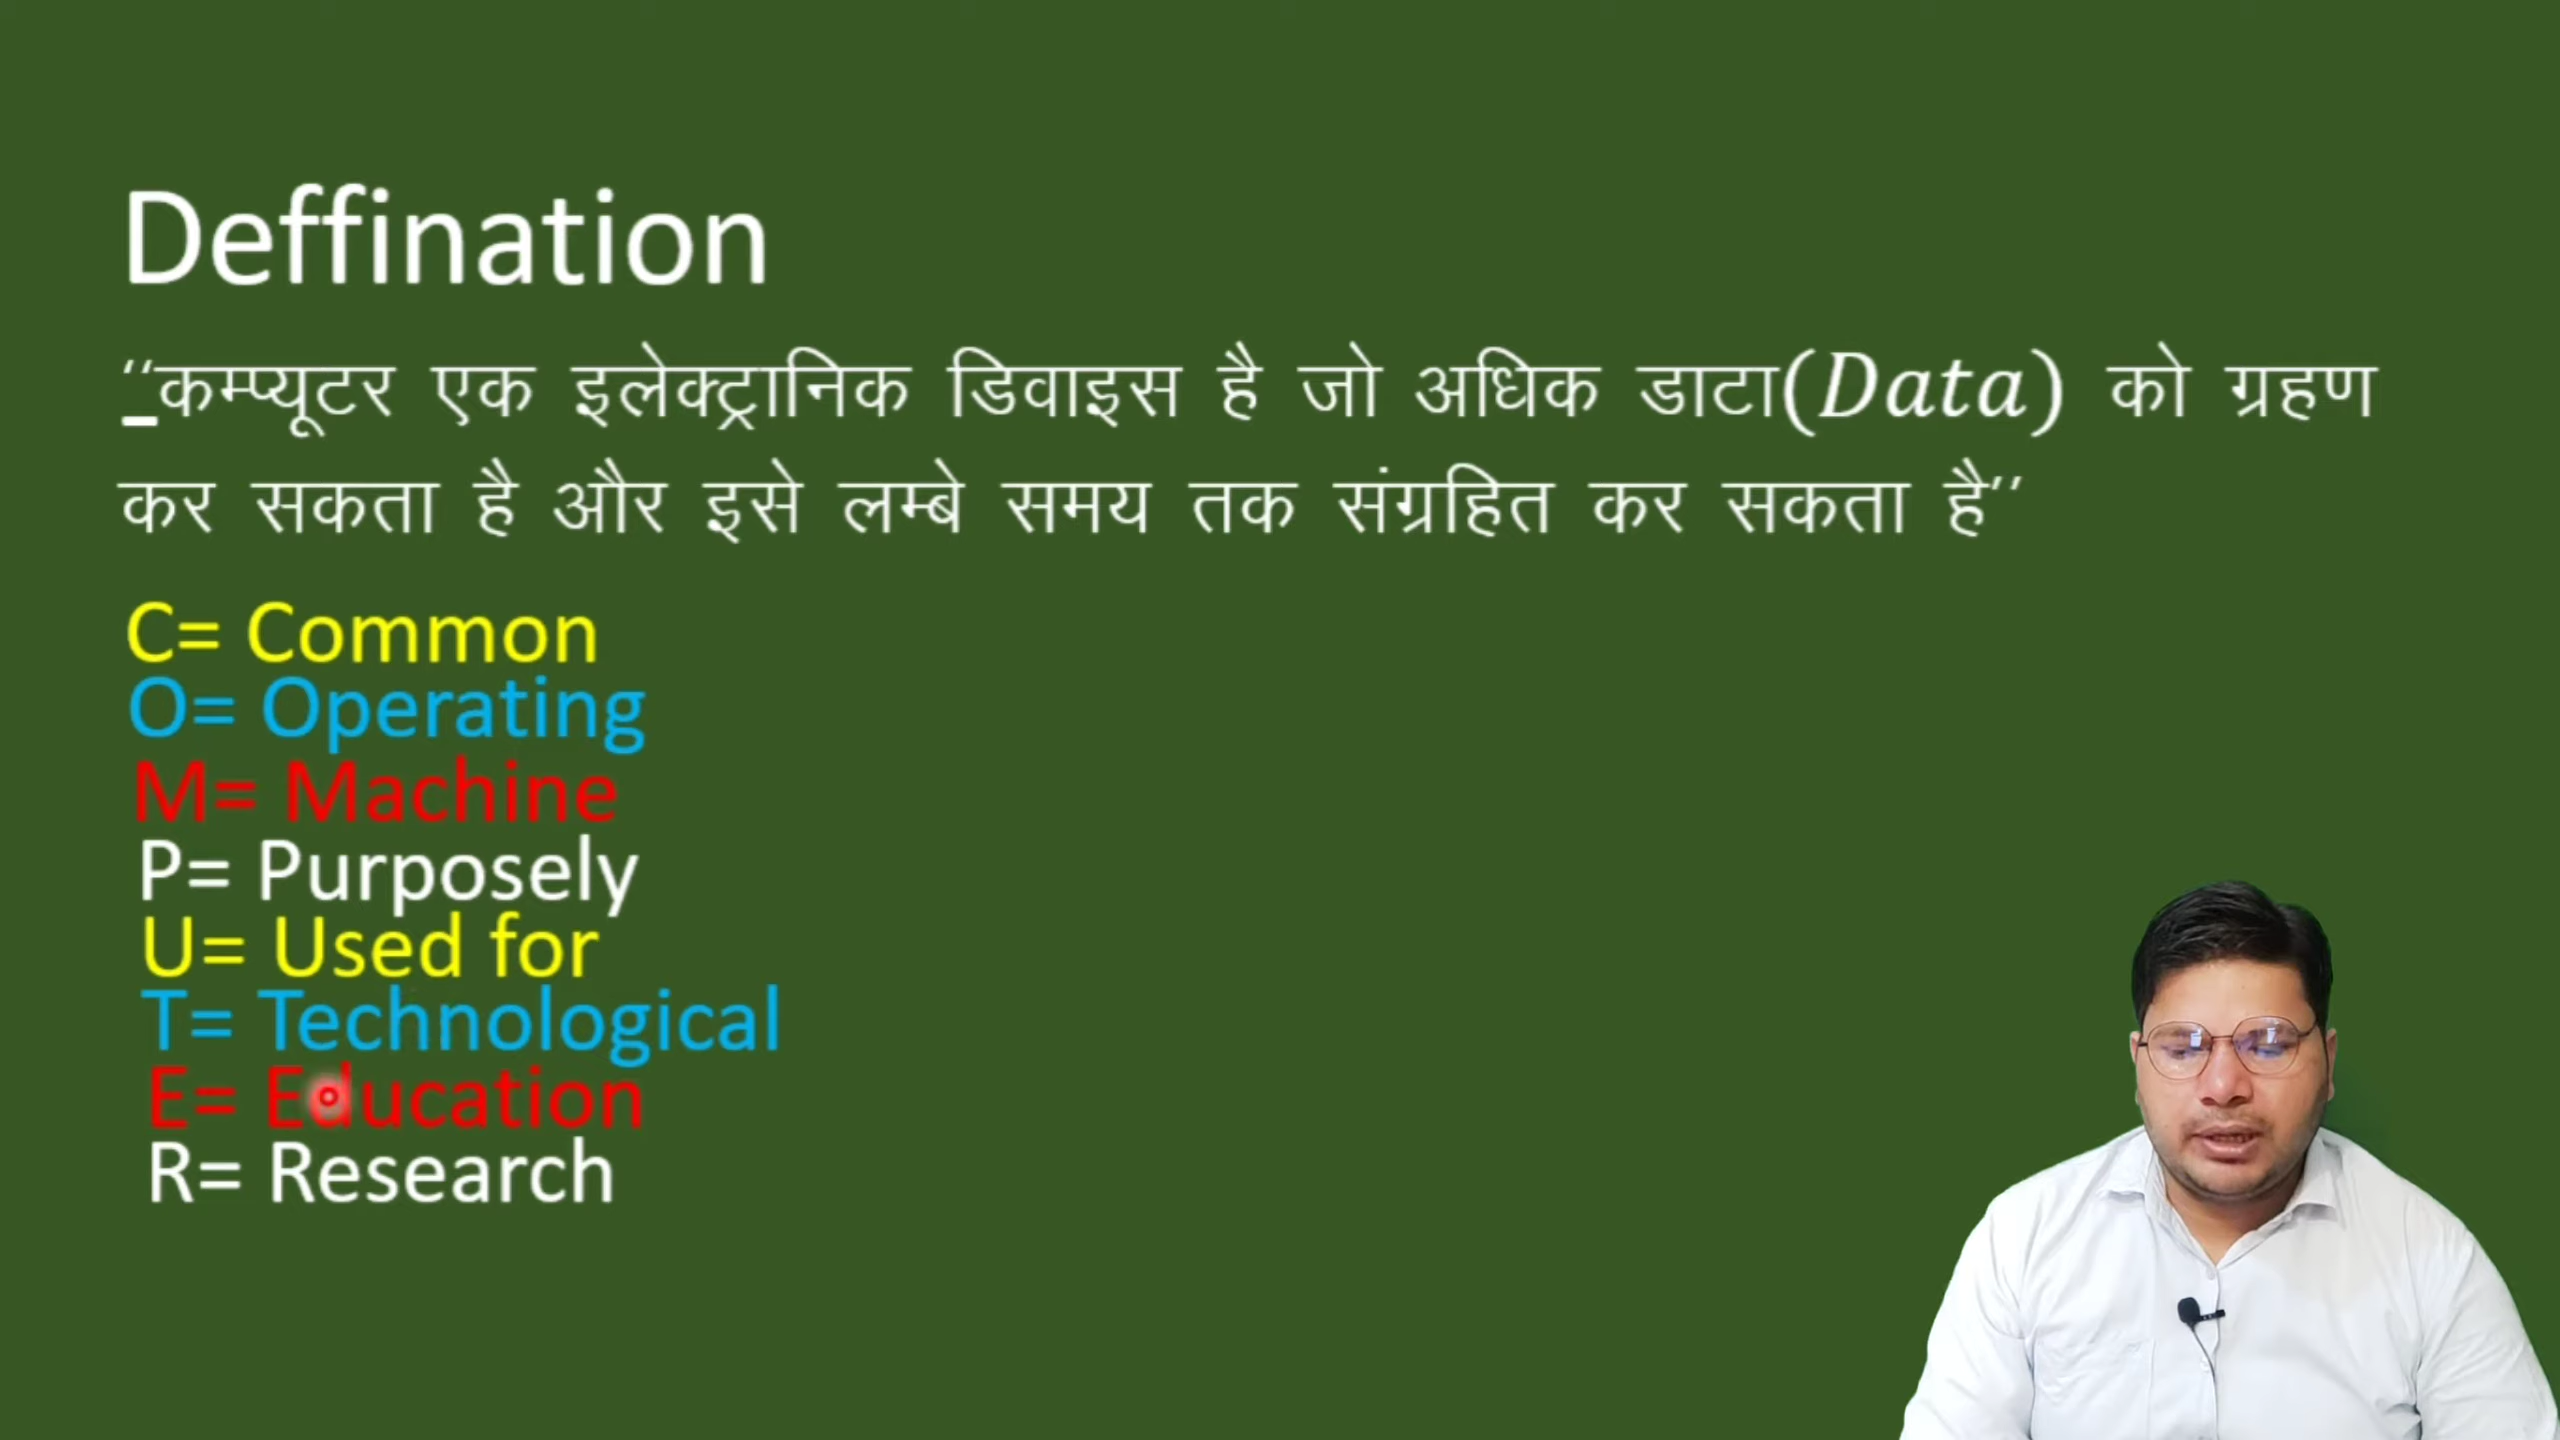 Deffination
“कम्प्यूटर एक इलेक्ट्रानिक डिवाइस है जो अधिक डाटा(Data) को ग्रहण
कर सकता है और इसे लम्बे समय तक संग्रहित कर सकता है”
C= Common
O= Operating
M= Machine
P= Purposely
U= Used for
T= Technological
E= Education
R= Research